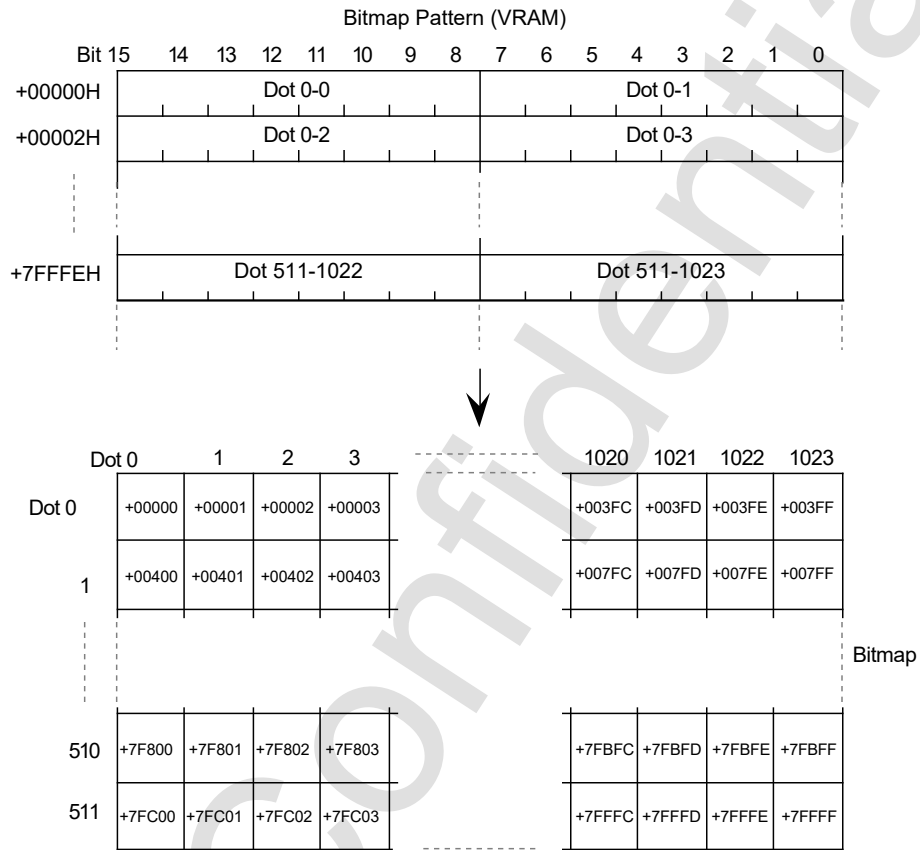 Bitmap Pattern (VRAM)
Bit 15 14 13 12 11 10 9 8 7 6 5 4 3 2 1 0
+00000H Dot 0-0 Dot 0-1
+00002H Dot 0-2 Dot 0-3
+7FFFEH Dot 511-1022 Dot 511-1023
Dot 0 1 2 3 1020 1021 1022 1023
Dot 0 +00000 +00001 +00002 +00003 +003FC +003FD +003FE +003FF
1 +00400 +00401 +00402 +00403 +007FC +007FD +007FE +007FF
Bitmap
510 +7F800 +7F801 +7F802 +7F803 +7FBFC +7FBFD +7FBFE +7FBFF
511 +7FC00 +7FC01 +7FC02 +7FC03 +7FFFC +7FFFD +7FFFE +7FFFF
Confidentia